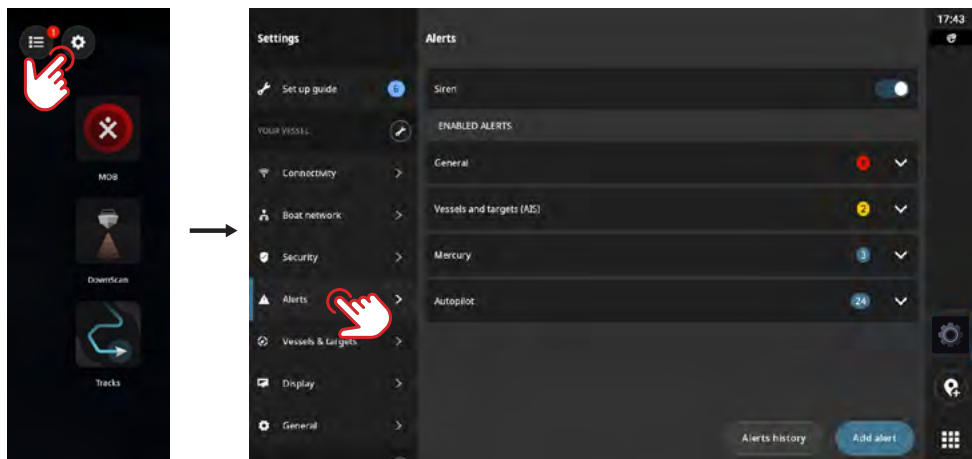 1
MOB
DownScan
Tracks
17:43
Settings
Alerts
Set up guide
6
Siren
YOUR VESSEL
ENABLED ALERTS
Connectivity
General
Boat network
Vessels and targets (AIS)
2
Security
Mercury
3
Alerts
Autopilot
24
Vessels & targets
Display
General
Alerts history
Add alert